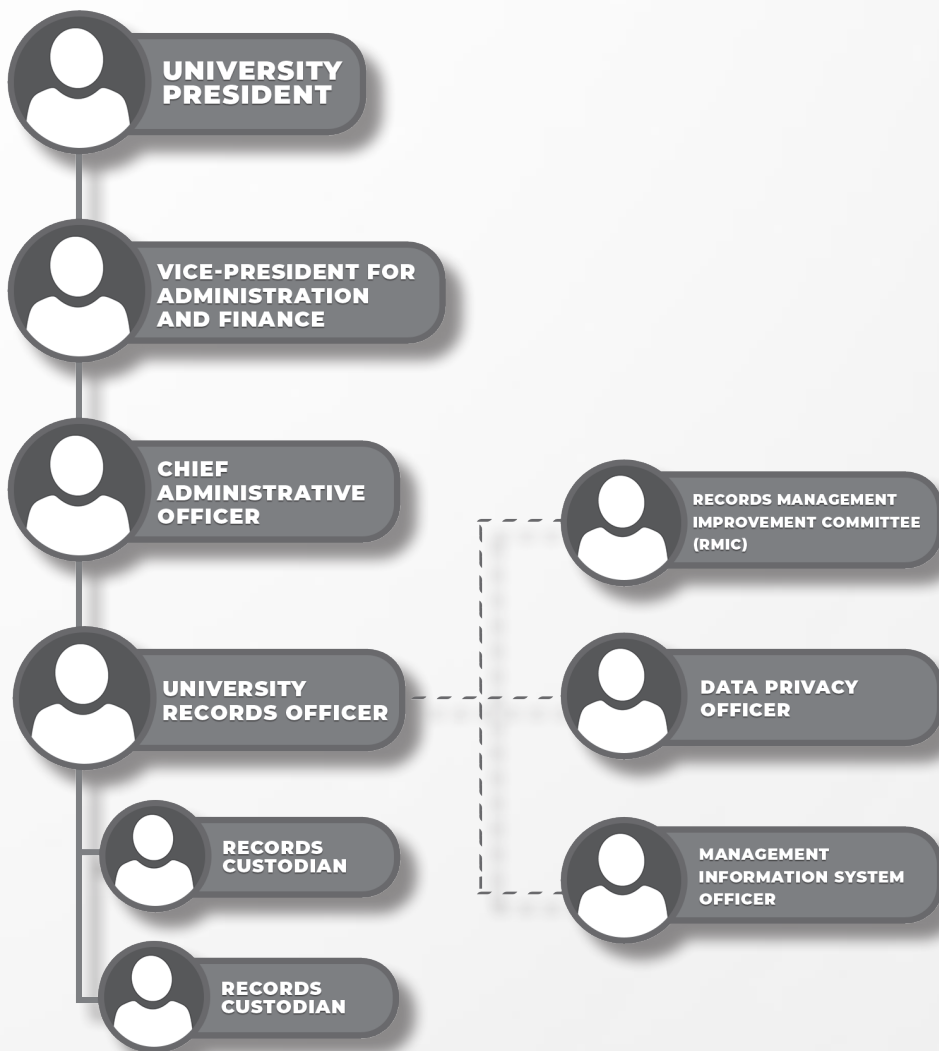 UNIVERSITY
PRESIDENT
VICE-PRESIDENT FOR
ADMINISTRATION
AND FINANCE
CHIEF
ADMINISTRATIVE
OFFICER
UNIVERSITY
RECORDS OFFICER
RECORDS
CUSTODIAN
RECORDS
CUSTODIAN
RECORDS MANAGEMENT
IMPROVEMENT COMMITTEE
(RMIC)
DATA PRIVACY
OFFICER
MANAGEMENT
INFORMATION SYSTEM
OFFICER